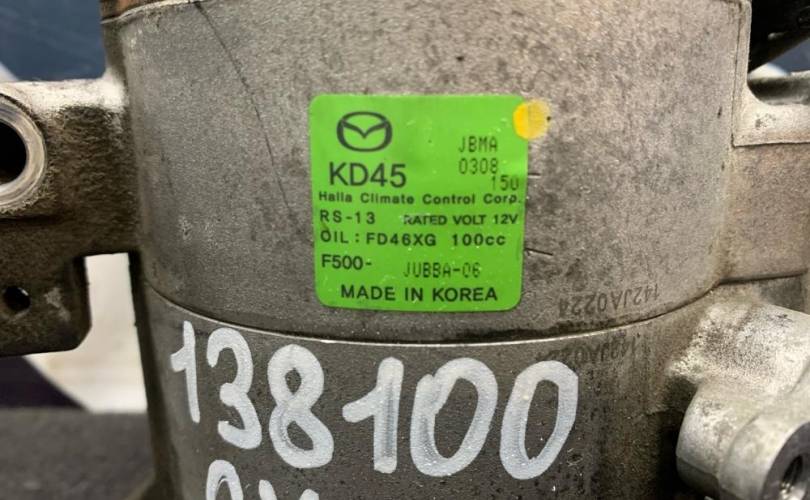 JBMA
KD45 0308
150
Halla Climate Control Corp.
RS-13 RATED VOLT 12V
OIL : FD46XG 100cc
F500- JUBBA-06
MADE IN KOREA
142JA0224
138100